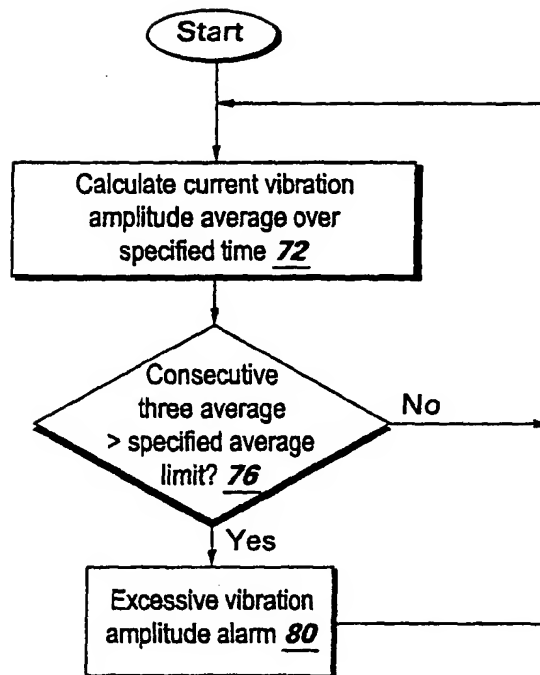 Start
Calculate current vibration
amplitude average over
specified time 72
Consecutive
three average
> specified average
limit? 76
No
Yes
Excessive vibration
amplitude alarm 80